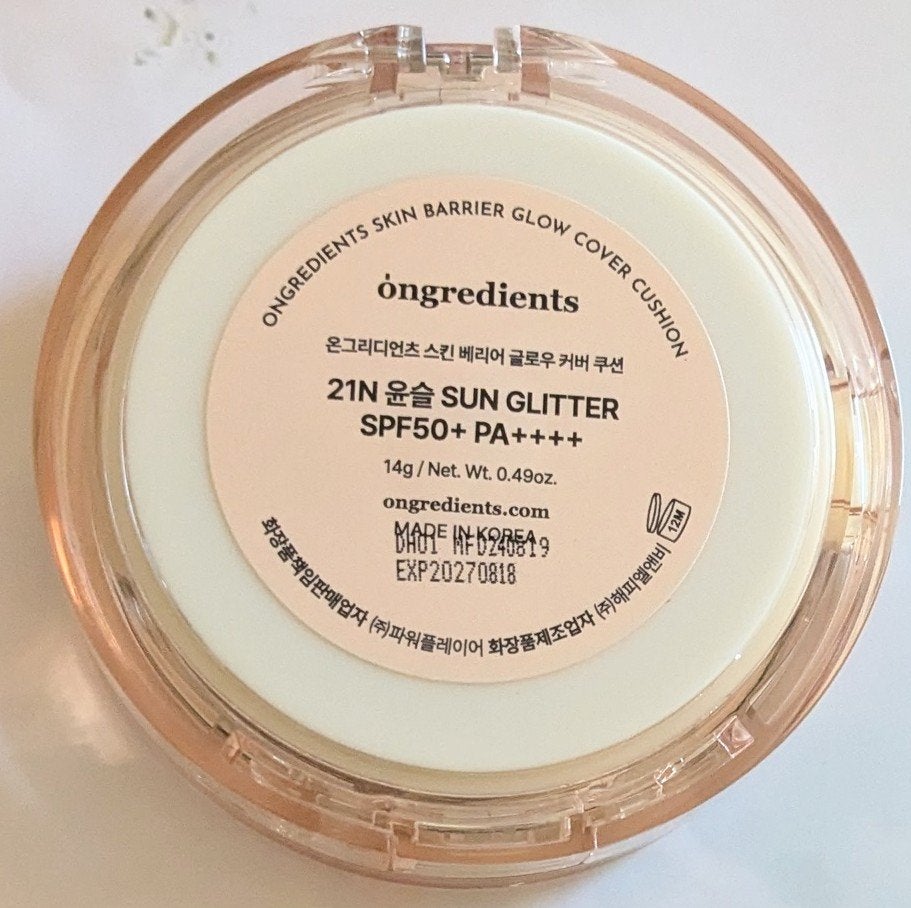 ONGREDIENTS SKIN BARRIER GLOW COVER CUSHION
ongredients
온그리디언츠 스킨 베리어 글로우 커버 쿠션
21N 윤슬 SUN GLITTER
SPF50+ PA++++
14g / Net. Wt. 0.49oz.
ongredients.com
MADE IN KOREA
DH01 MFD240819
EXP20270818
12M
화장품책임판매업자 (주)파워플레이어 화장품제조업자 (주)해피엘앤비